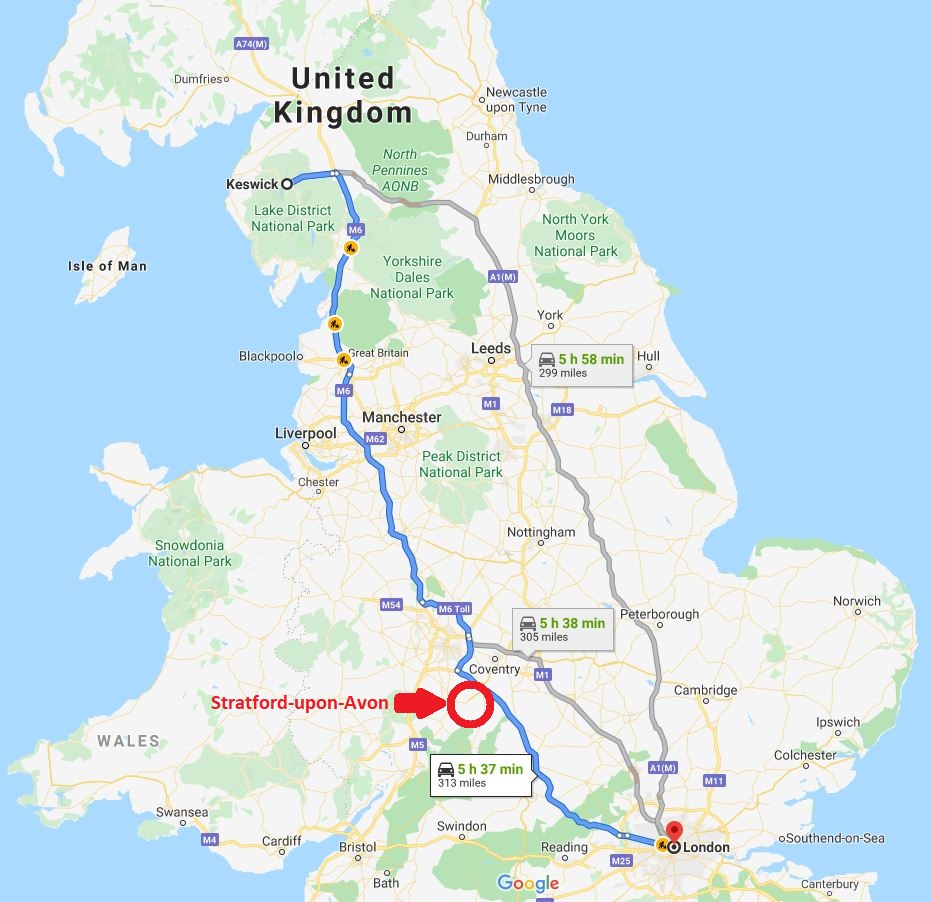 A74(M)
United
Kingdom
Dumfries
Newcastle
upon Tyne
Durham
North
Pennines
AONB
Keswick
Middlesbrough
Lake District
National Park
North York
Moors
National Park
M6
Isle of Man
Yorkshire
Dales
National Park
A1(M)
York
Blackpool
Great Britain
Leeds
5 h 58 min
299 miles
Hull
M6
M1
M18
Manchester
Liverpool
M62
Peak District
National Park
Chester
Snowdonia
National Park
Nottingham
M54
M6 Toll
Norwich
5 h 38 min
305 miles
Peterborough
Coventry
M1
Cambridge
Stratford-upon-Avon
Ipswich
WALES
M5
Colchester
5 h 37 min
313 miles
A1(M)
M11
Swansea
Swindon
Southend-on-Sea
M4
Cardiff
Bristol
Reading
London
M25
Bath
Google
Canterbury